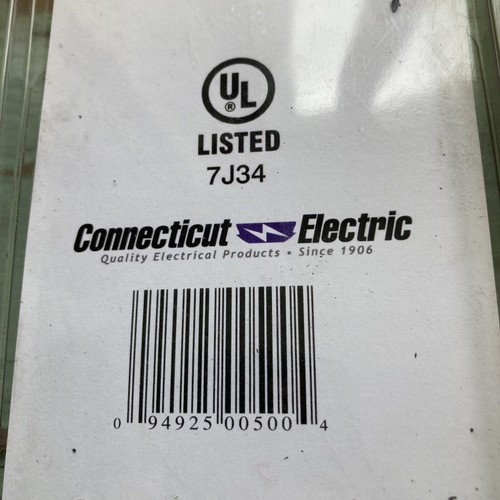 UL
®
LISTED
7J34
Connecticut Electric
Quality Electrical Products • Since 1906
0 94925 00500 4